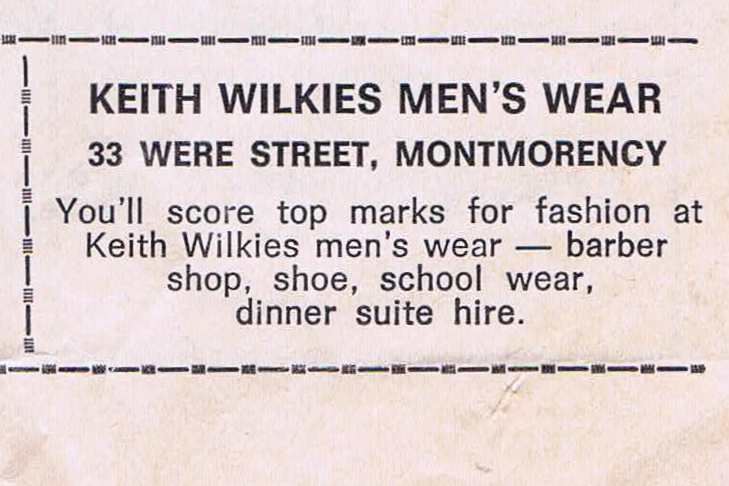 KEITH WILKIES MEN'S WEAR
33 WERE STREET, MONTMORENCY
You'll score top marks for fashion at
Keith Wilkies men's wear — barber
shop, shoe, school wear,
dinner suite hire.